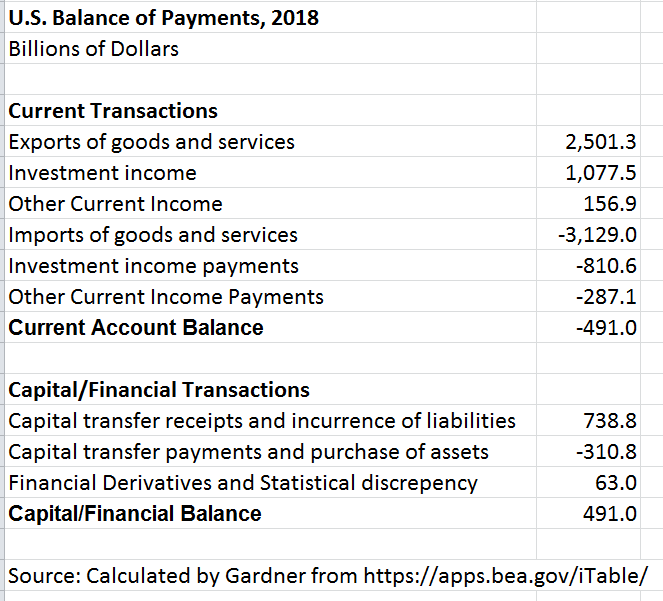 U.S. Balance of Payments, 2018
Billions of Dollars
Current Transactions
Exports of goods and services 2,501.3
Investment income 1,077.5
Other Current Income 156.9
Imports of goods and services -3,129.0
Investment income payments -810.6
Other Current Income Payments -287.1
Current Account Balance -491.0
Capital/Financial Transactions
Capital transfer receipts and incurrence of liabilities 738.8
Capital transfer payments and purchase of assets -310.8
Financial Derivatives and Statistical discrepency 63.0
Capital/Financial Balance 491.0
Source: Calculated by Gardner from https://apps.bea.gov/iTable/